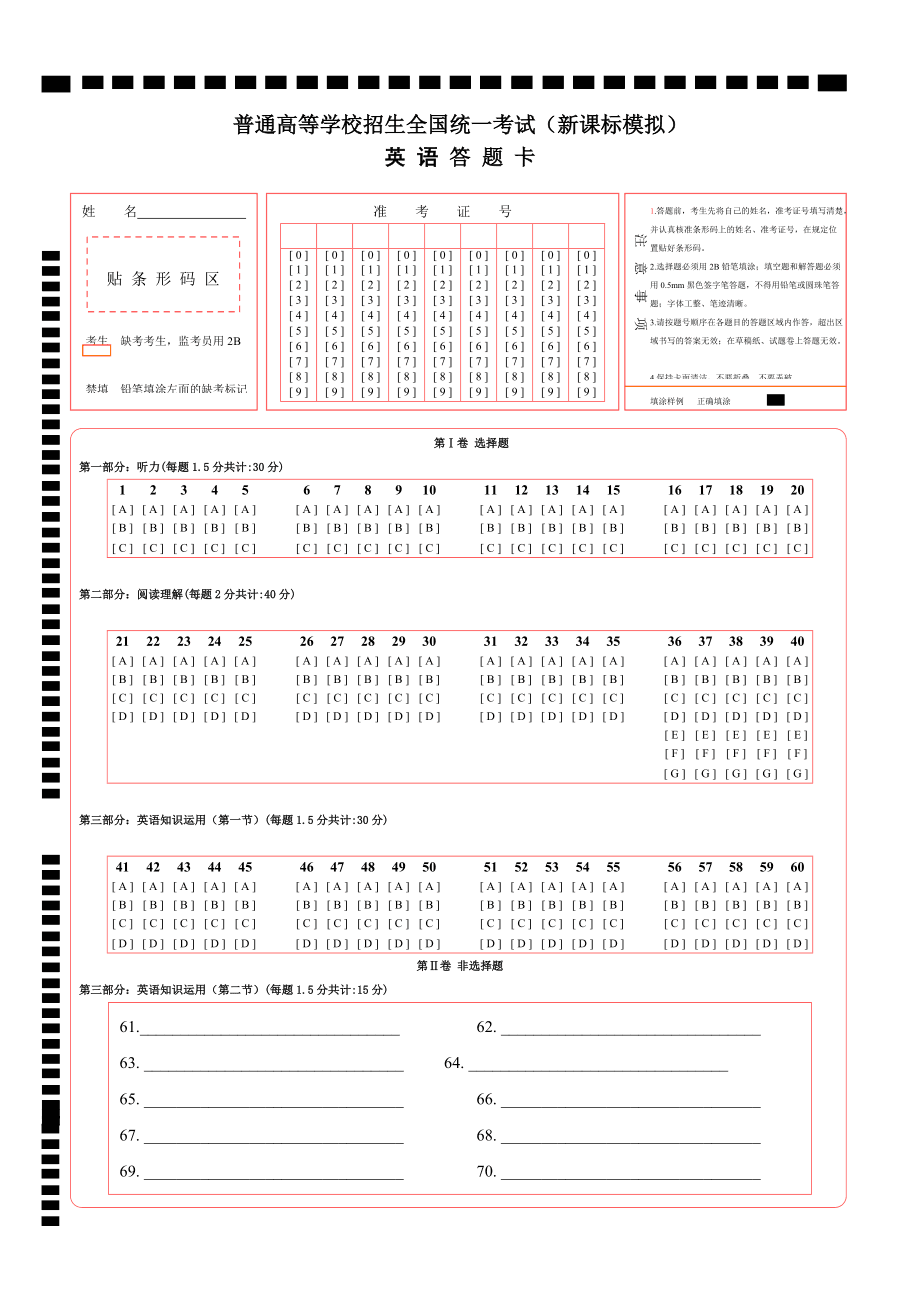 普通高等学校招生全国统一考试（新课标模拟）
英 语 答 题 卡
姓 名
贴 条 形 码 区
考生 缺考考生，监考员用 2B
禁填 铅笔填涂左面的缺考标记
准 考 证 号
[0] [0] [0] [0] [0] [0] [0] [0] [0]
[1] [1] [1] [1] [1] [1] [1] [1] [1]
[2] [2] [2] [2] [2] [2] [2] [2] [2]
[3] [3] [3] [3] [3] [3] [3] [3] [3]
[4] [4] [4] [4] [4] [4] [4] [4] [4]
[5] [5] [5] [5] [5] [5] [5] [5] [5]
[6] [6] [6] [6] [6] [6] [6] [6] [6]
[7] [7] [7] [7] [7] [7] [7] [7] [7]
[8] [8] [8] [8] [8] [8] [8] [8] [8]
[9] [9] [9] [9] [9] [9] [9] [9] [9]
注意事项
1.答题前，考生先将自己的姓名，准考证号填写清楚，
并认真核准条形码上的姓名、准考证号，在规定位
置贴好条形码。
2.选择题必须用 2B 铅笔填涂；填空题和解答题必须
用 0.5mm 黑色签字笔答题，不得用铅笔或圆珠笔答
题；字体工整、笔迹清晰。
3.请按题号顺序在各题目的答题区域内作答，超出区
域书写的答案无效；在草稿纸、试题卷上答题无效。
4.保持卡面清洁，不要折叠、不要弄破
填涂样例 正确填涂
第Ⅰ卷 选择题
第一部分：听力(每题 1.5 分共计:30 分)
1 2 3 4 5 6 7 8 9 10 11 12 13 14 15 16 17 18 19 20
[A] [A] [A] [A] [A] [A] [A] [A] [A] [A] [A] [A] [A] [A] [A] [A] [A] [A] [A] [A]
[B] [B] [B] [B] [B] [B] [B] [B] [B] [B] [B] [B] [B] [B] [B] [B] [B] [B] [B] [B]
[C] [C] [C] [C] [C] [C] [C] [C] [C] [C] [C] [C] [C] [C] [C] [C] [C] [C] [C] [C]
第二部分：阅读理解(每题 2 分共计:40 分)
21 22 23 24 25 26 27 28 29 30 31 32 33 34 35 36 37 38 39 40
[A] [A] [A] [A] [A] [A] [A] [A] [A] [A] [A] [A] [A] [A] [A] [A] [A] [A] [A] [A]
[B] [B] [B] [B] [B] [B] [B] [B] [B] [B] [B] [B] [B] [B] [B] [B] [B] [B] [B] [B]
[C] [C] [C] [C] [C] [C] [C] [C] [C] [C] [C] [C] [C] [C] [C] [C] [C] [C] [C] [C]
[D] [D] [D] [D] [D] [D] [D] [D] [D] [D] [D] [D] [D] [D] [D] [D] [D] [D] [D] [D]
[E] [E] [E] [E] [E]
[F] [F] [F] [F] [F]
[G] [G] [G] [G] [G]
第三部分：英语知识运用（第一节）(每题 1.5 分共计:30 分)
41 42 43 44 45 46 47 48 49 50 51 52 53 54 55 56 57 58 59 60
[A] [A] [A] [A] [A] [A] [A] [A] [A] [A] [A] [A] [A] [A] [A] [A] [A] [A] [A] [A]
[B] [B] [B] [B] [B] [B] [B] [B] [B] [B] [B] [B] [B] [B] [B] [B] [B] [B] [B] [B]
[C] [C] [C] [C] [C] [C] [C] [C] [C] [C] [C] [C] [C] [C] [C] [C] [C] [C] [C] [C]
[D] [D] [D] [D] [D] [D] [D] [D] [D] [D] [D] [D] [D] [D] [D] [D] [D] [D] [D] [D]
第Ⅱ卷 非选择题
第三部分：英语知识运用（第二节）(每题 1.5 分共计:15 分)
61. 62.
63. 64.
65. 66.
67. 68.
69. 70.